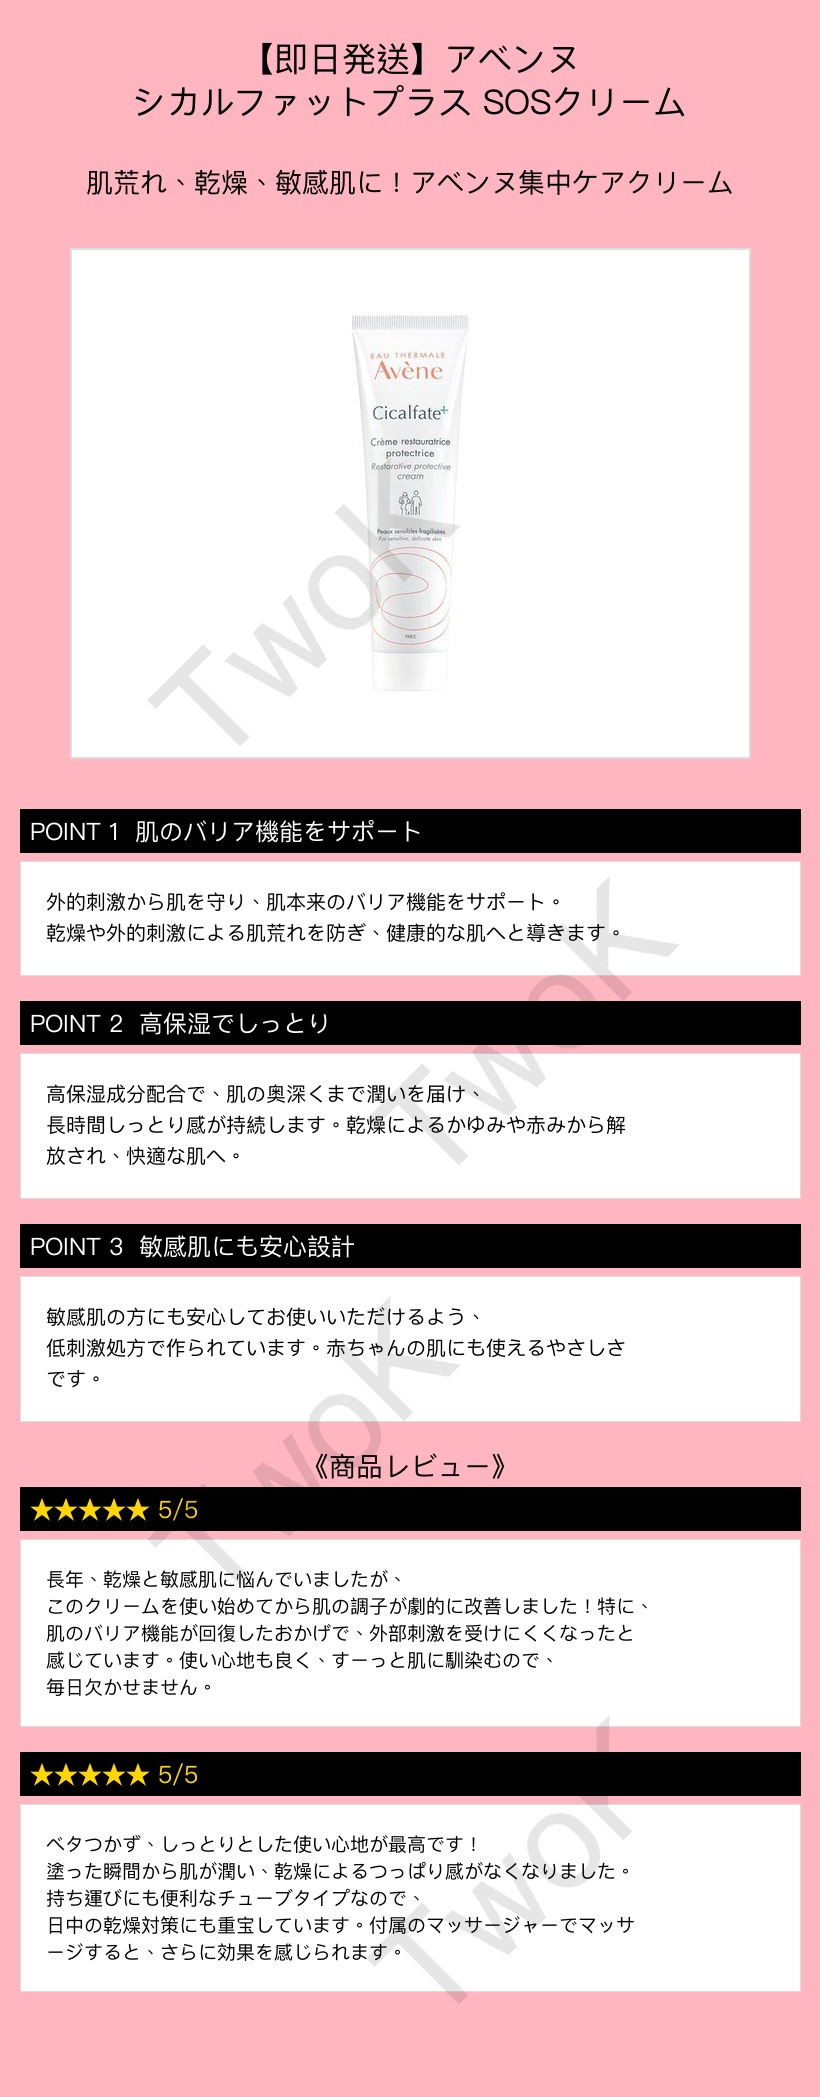 【即日発送】アベンヌ
シカルファットプラス SOSクリーム
肌荒れ、乾燥、敏感肌に！アベンヌ集中ケアクリーム
EAU THERMALE
Avène
Cicalfate+
Crème restauratrice
protectrice
Restorative protective
cream
Peaux sensibles fragilisées
For sensitive, delicate skin
PARIS
TwoK
POINT 1 肌のバリア機能をサポート
外的刺激から肌を守り、肌本来のバリア機能をサポート。
乾燥や外的刺激による肌荒れを防ぎ、健康的な肌へと導きます。
TwoK
POINT 2 高保湿でしっとり
高保湿成分配合で、肌の奥深くまで潤いを届け、
長時間しっとり感が持続します。乾燥によるかゆみや赤みから解
放され、快適な肌へ。
POINT 3 敏感肌にも安心設計
敏感肌の方にも安心してお使いいただけるよう、
低刺激処方で作られています。赤ちゃんの肌にも使えるやさしさ
です。
TwoK
《商品レビュー》
★★★★★ 5/5
長年、乾燥と敏感肌に悩んでいましたが、
このクリームを使い始めてから肌の調子が劇的に改善しました！特に、
肌のバリア機能が回復したおかげで、外部刺激を受けにくくなったと
感じています。使い心地も良く、すーっと肌に馴染むので、
毎日欠かせません。
★★★★★ 5/5
ベタつかず、しっとりとした使い心地が最高です！
塗った瞬間から肌が潤い、乾燥によるつっぱり感がなくなりました。
持ち運びにも便利なチューブタイプなので、
日中の乾燥対策にも重宝しています。付属のマッサージャーでマッサ
ージすると、さらに効果を感じられます。
TwoK